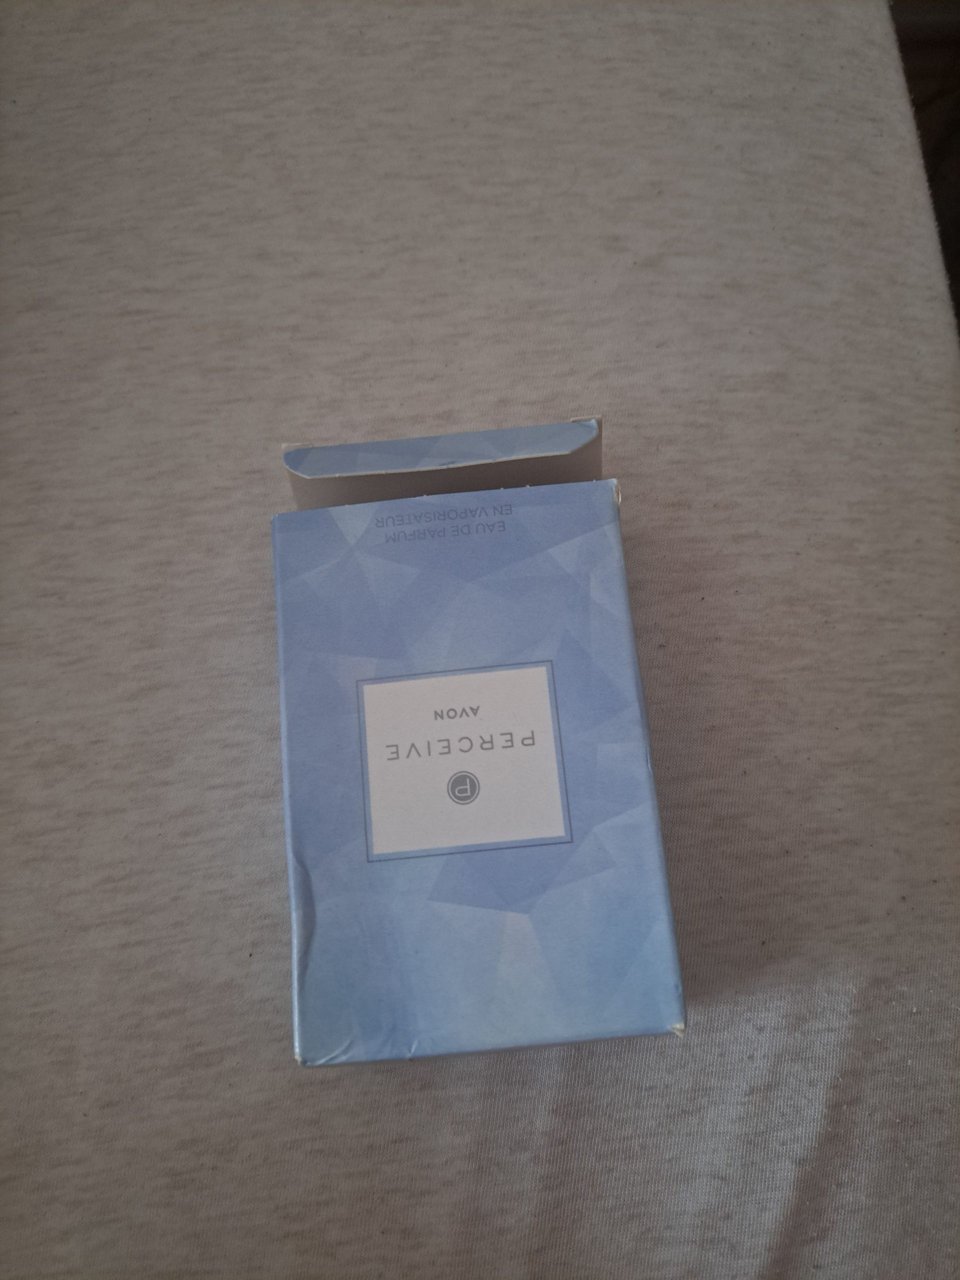 P
PERCEIVE
AVON
EAU DE PARFUM
EN VAPORISATEUR